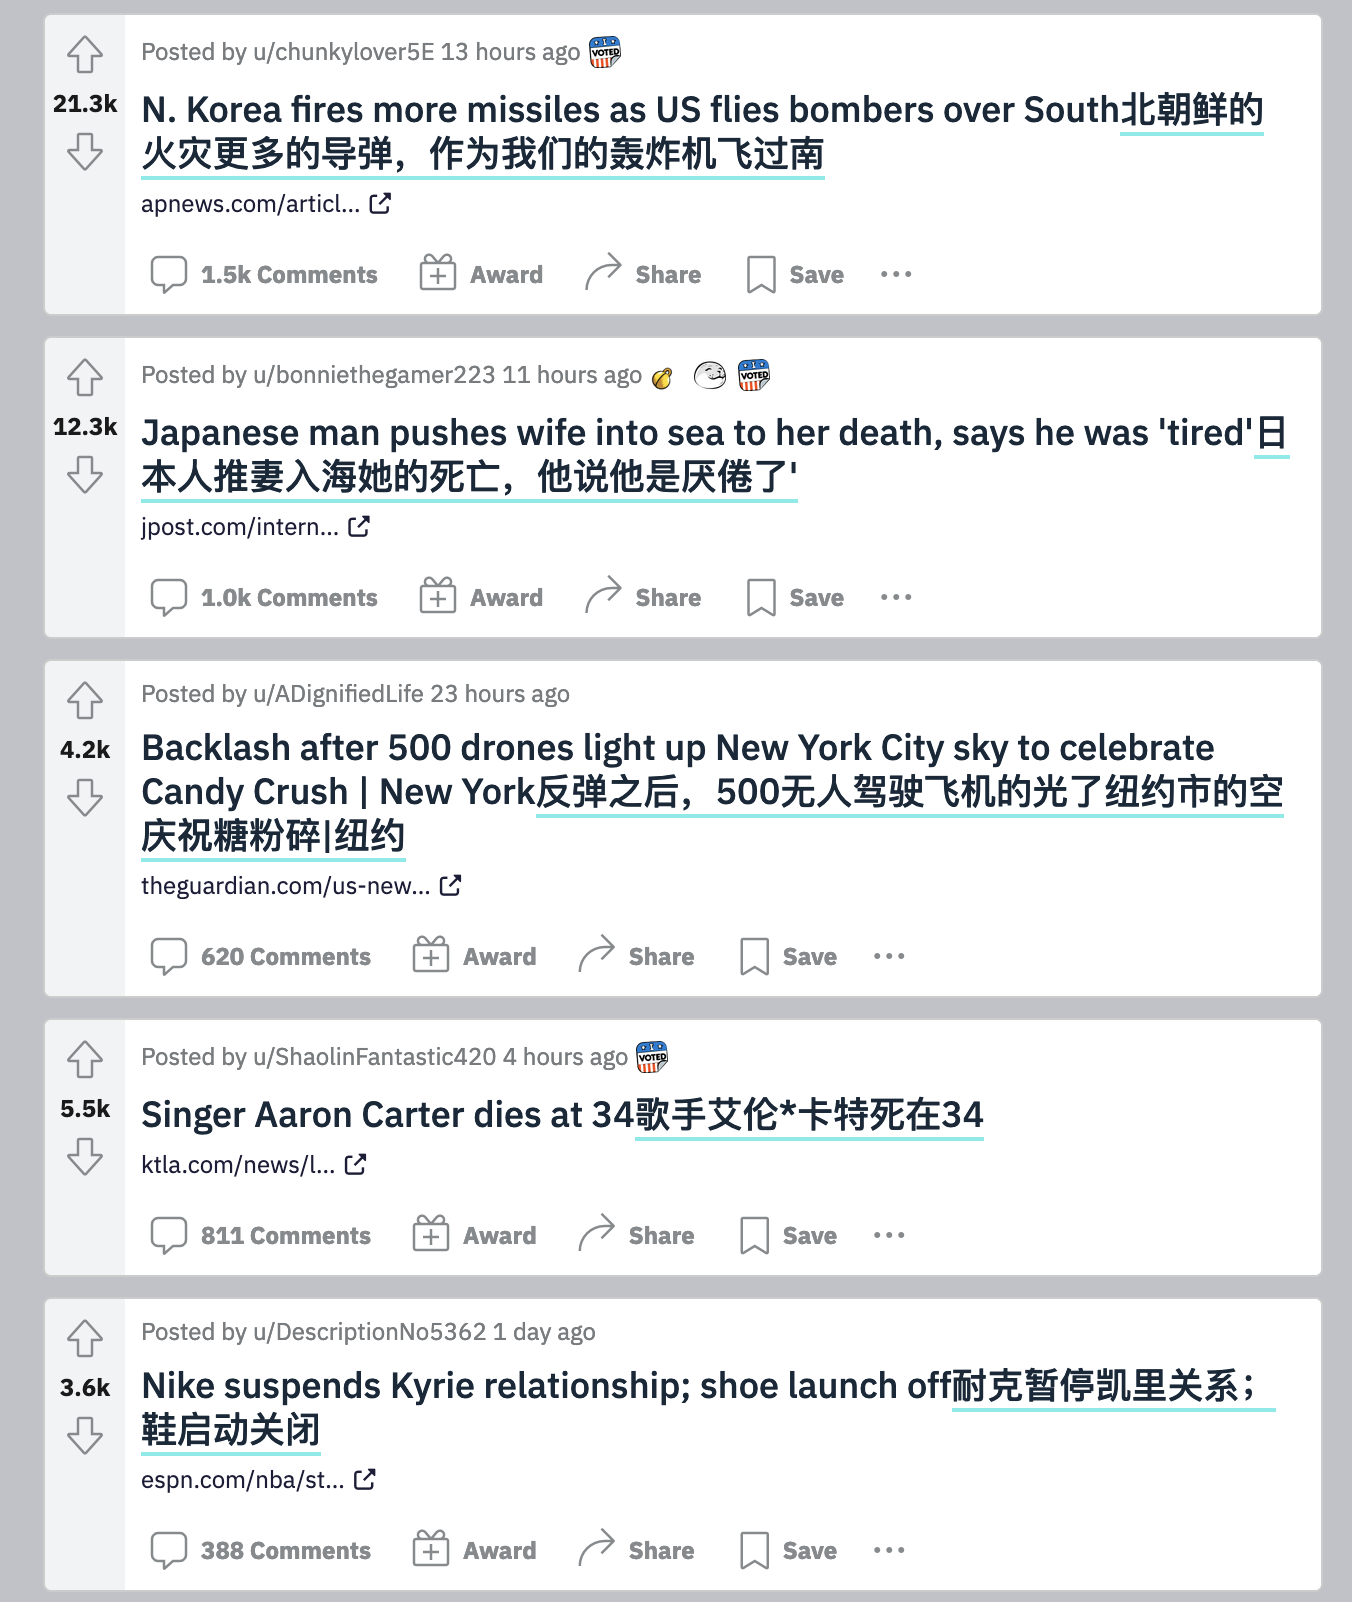 Posted by u/chunkylover5E 13 hours ago VOTED
21.3k
N. Korea fires more missiles as US flies bombers over South北朝鲜的
火灾更多的导弹，作为我们的轰炸机飞过南
apnews.com/articl...
1.5k Comments Award Share Save
Posted by u/bonniethegamer223 11 hours ago VOTED
12.3k
Japanese man pushes wife into sea to her death, says he was 'tired'日
本人推妻入海她的死亡，他说他是厌倦了'
jpost.com/intern...
1.0k Comments Award Share Save
Posted by u/ADignifiedLife 23 hours ago
4.2k
Backlash after 500 drones light up New York City sky to celebrate
Candy Crush | New York反弹之后，500无人驾驶飞机的光了纽约市的空
庆祝糖粉碎|纽约
theguardian.com/us-new...
620 Comments Award Share Save
Posted by u/ShaolinFantastic420 4 hours ago I VOTED
5.5k
Singer Aaron Carter dies at 34歌手艾伦*卡特死在34
ktla.com/news/l...
811 Comments Award Share Save
Posted by u/DescriptionNo5362 1 day ago
3.6k
Nike suspends Kyrie relationship; shoe launch off耐克暂停凯里关系；
鞋启动关闭
espn.com/nba/st...
388 Comments Award Share Save